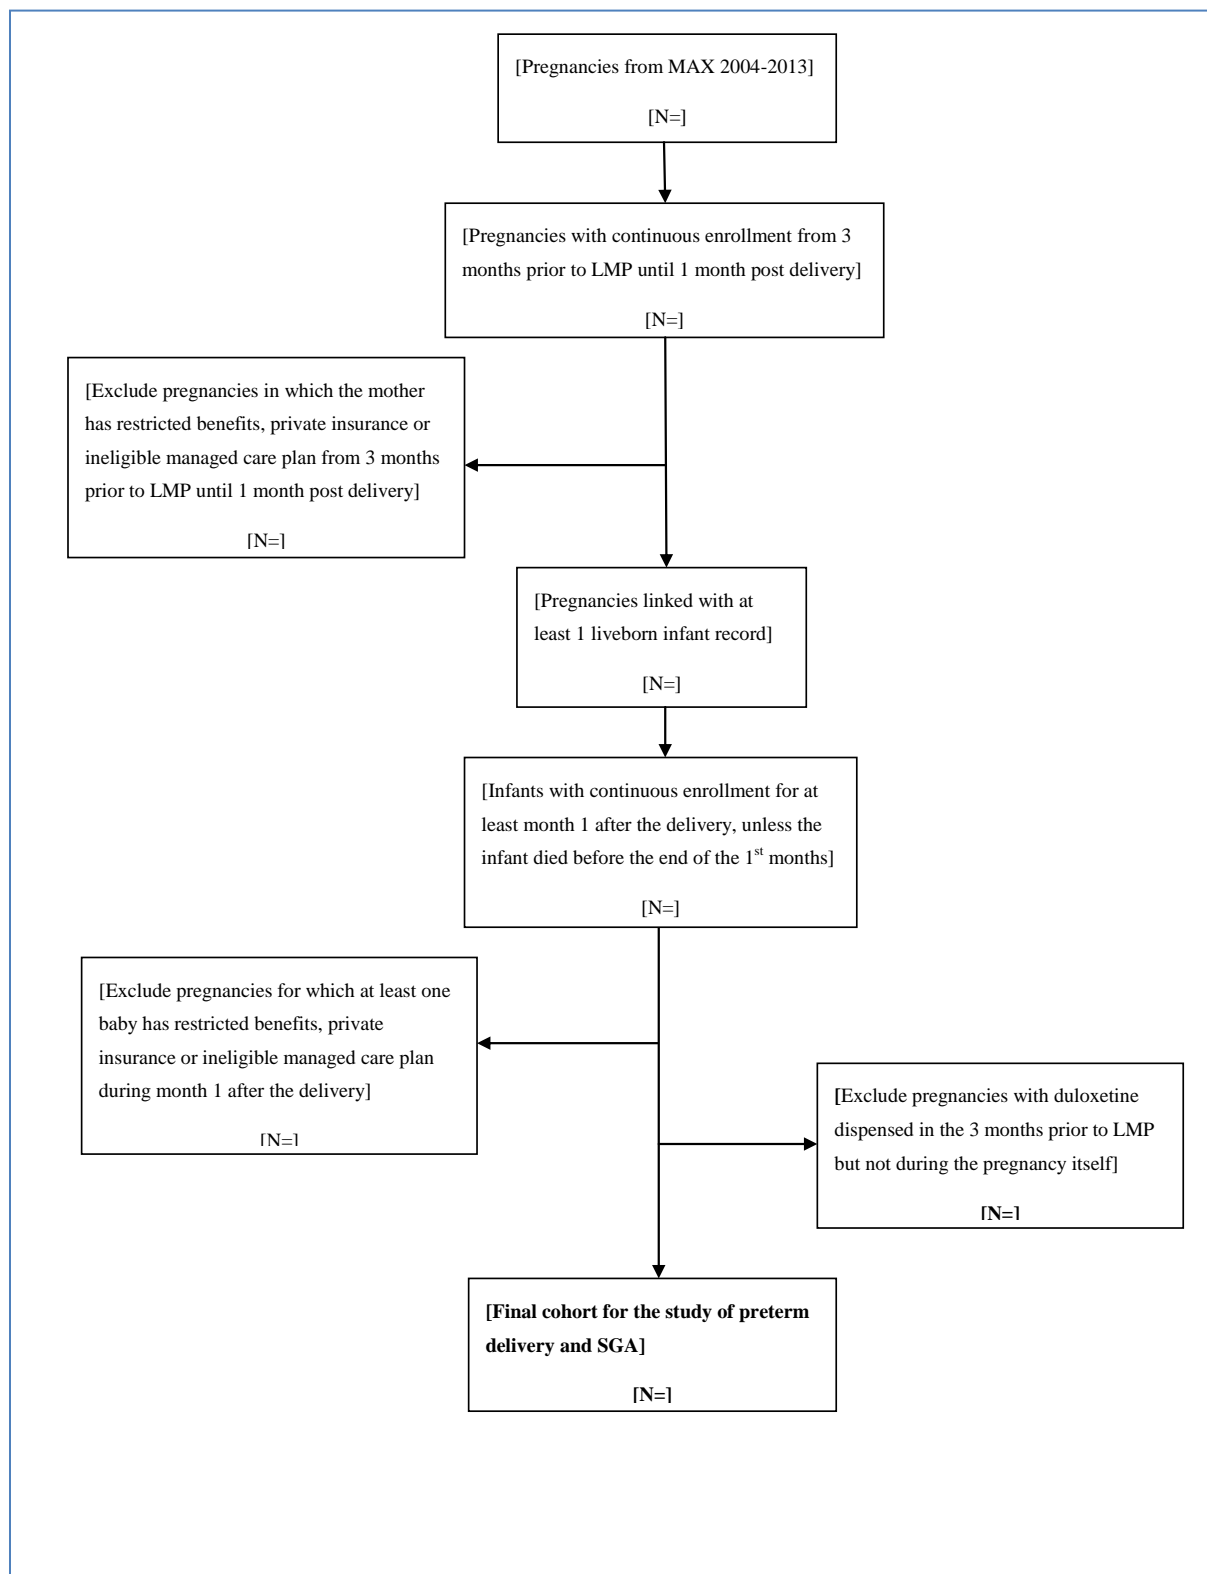 [Pregnancies from MAX 2004-2013]
[N=]
[Pregnancies with continuous enrollment from 3
months prior to LMP until 1 month post delivery]
[N=]
[Exclude pregnancies in which the mother
has restricted benefits, private insurance or
ineligible managed care plan from 3 months
prior to LMP until 1 month post delivery]
[N=]
[Pregnancies linked with at
least 1 liveborn infant record]
[N=]
[Infants with continuous enrollment for at
least month 1 after the delivery, unless the
infant died before the end of the 1st months]
[N=]
[Exclude pregnancies for which at least one
baby has restricted benefits, private
insurance or ineligible managed care plan
during month 1 after the delivery]
[N=]
[Exclude pregnancies with duloxetine
dispensed in the 3 months prior to LMP
but not during the pregnancy itself]
[N=]
[Final cohort for the study of preterm
delivery and SGA]
[N=]